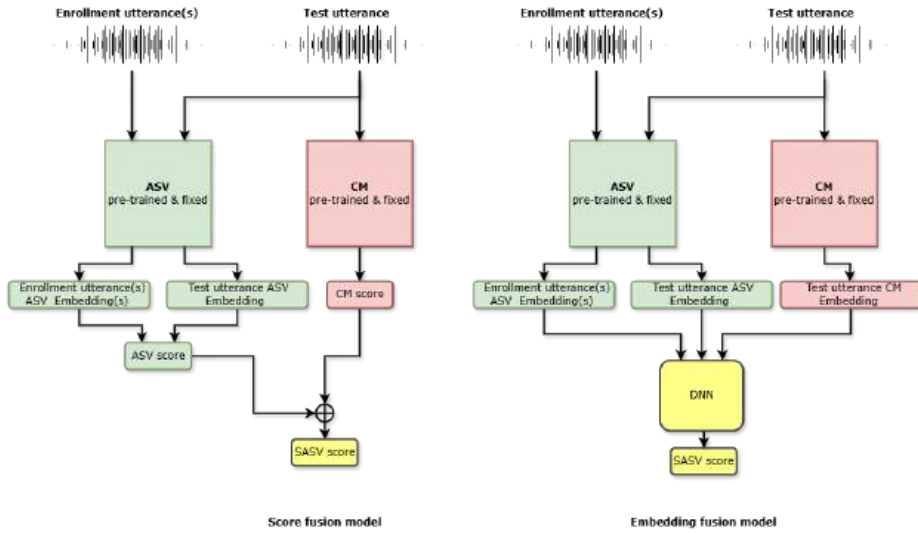 Enrollment utterance(s)
Test utterance
ASV
pre-trained & fixed
CM
pre-trained & fixed
Enrollment utterance(s)
ASV Embedding(s)
Test utterance ASV
Embedding
CM score
ASV score
SASV score
Score fusion model
Enrollment utterance(s)
Test utterance
ASV
pre-trained & fixed
CM
pre-trained & fixed
Enrollment utterance(s)
ASV Embedding(s)
Test utterance ASV
Embedding
Test utterance CM
Embedding
DNN
SASV score
Embedding fusion model